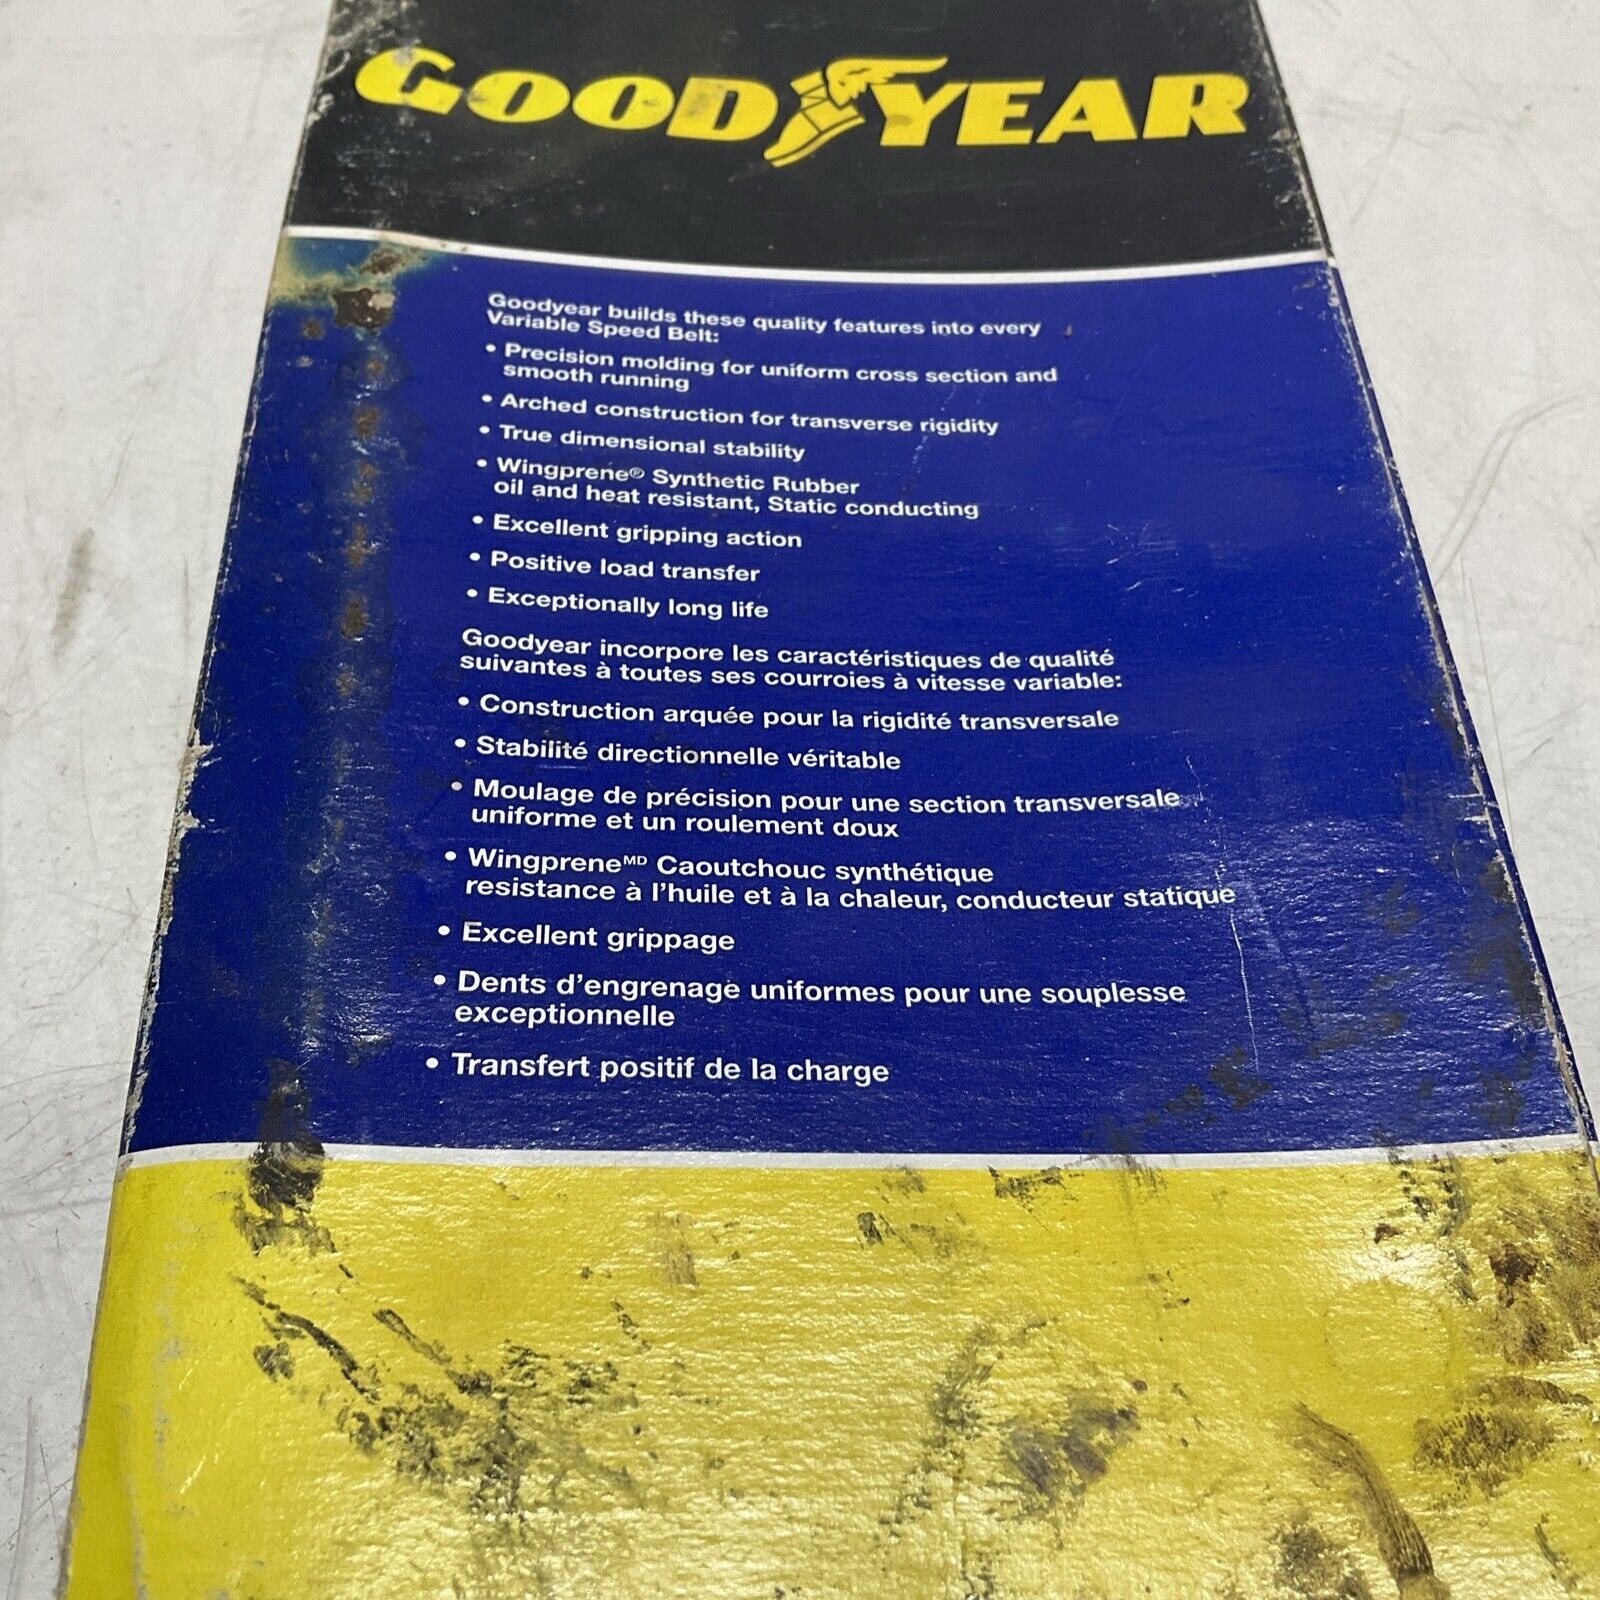 GOODYEAR
Goodyear builds these quality features into every
Variable Speed Belt:
• Precision molding for uniform cross section and
smooth running
• Arched construction for transverse rigidity
• True dimensional stability
• Wingprene® Synthetic Rubber
oil and heat resistant, Static conducting
• Excellent gripping action
• Positive load transfer
• Exceptionally long life
Goodyear incorpore les caractéristiques de qualité
suivantes à toutes ses courroies à vitesse variable:
• Construction arquée pour la rigidité transversale
• Stabilité directionnelle véritable
• Moulage de précision pour une section transversale
uniforme et un roulement doux
• Wingprene MD Caoutchouc synthétique
resistance à l'huile et à la chaleur, conducteur statique
• Excellent grippage
• Dents d'engrenage uniformes pour une souplesse
exceptionnelle
• Transfert positif de la charge